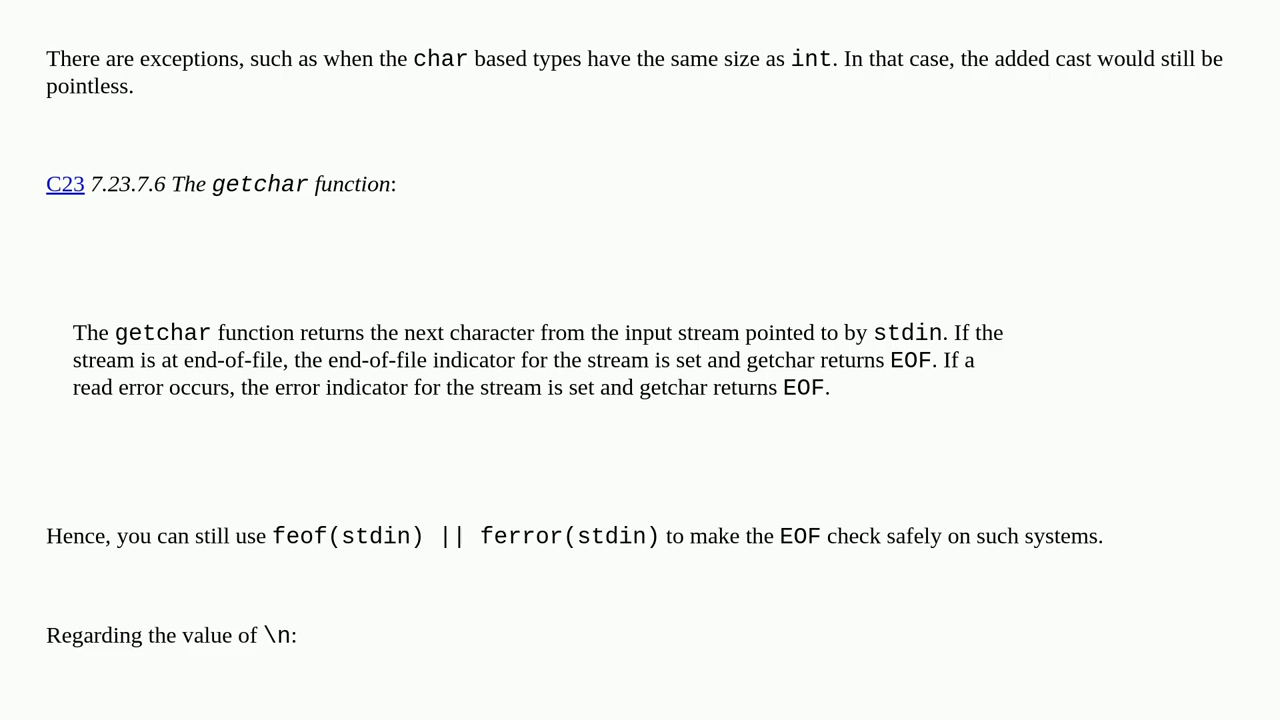 There are exceptions, such as when the char based types have the same size as int. In that case, the added cast would still be
pointless.
C23 7.23.7.6 The getchar function:
The getchar function returns the next character from the input stream pointed to by stdin. If the
stream is at end-of-file, the end-of-file indicator for the stream is set and getchar returns EOF. If a
read error occurs, the error indicator for the stream is set and getchar returns EOF.
Hence, you can still use feof(stdin) || ferror(stdin) to make the EOF check safely on such systems.
Regarding the value of \n: